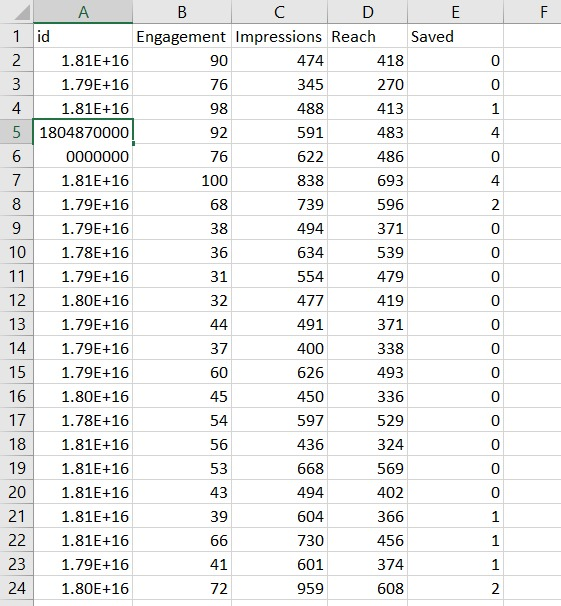 A B C D E F
1 id Engagement Impressions Reach Saved
2 1.81E+16 90 474 418 0
3 1.79E+16 76 345 270 0
4 1.81E+16 98 488 413 1
5 1804870000 92 591 483 4
6 0000000 76 622 486 0
7 1.81E+16 100 838 693 4
8 1.79E+16 68 739 596 2
9 1.79E+16 38 494 371 0
10 1.78E+16 36 634 539 0
11 1.79E+16 31 554 479 0
12 1.80E+16 32 477 419 0
13 1.79E+16 44 491 371 0
14 1.79E+16 37 400 338 0
15 1.79E+16 60 626 493 0
16 1.80E+16 45 450 336 0
17 1.78E+16 54 597 529 0
18 1.81E+16 56 436 324 0
19 1.81E+16 53 668 569 0
20 1.81E+16 43 494 402 0
21 1.81E+16 39 604 366 1
22 1.81E+16 66 730 456 1
23 1.79E+16 41 601 374 1
24 1.80E+16 72 959 608 2